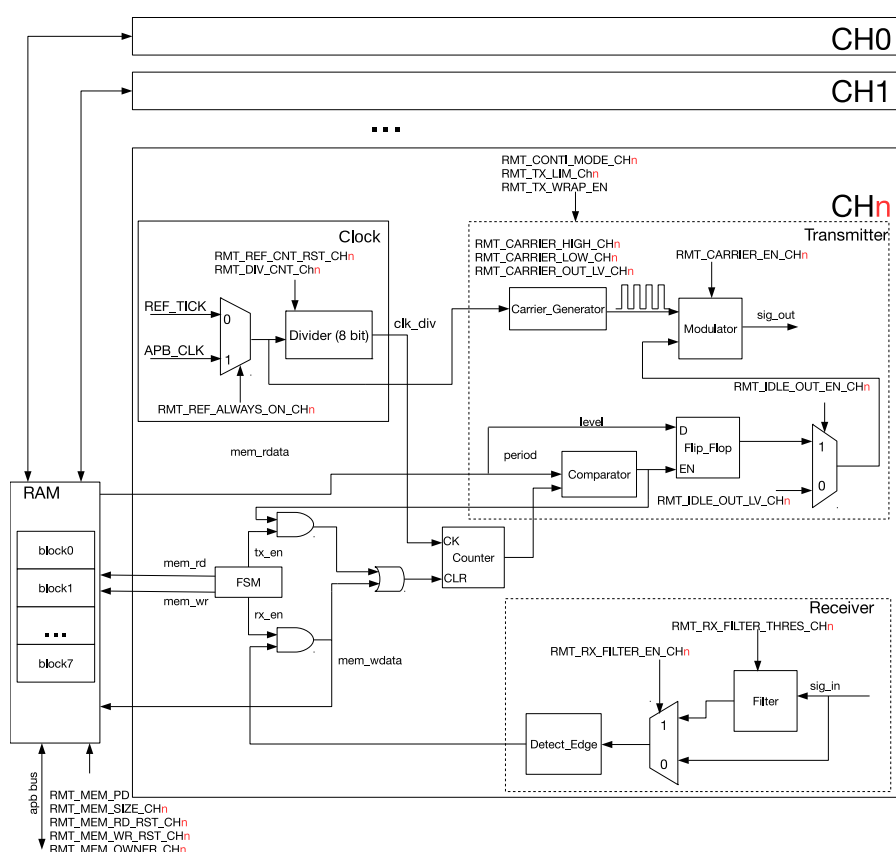 CH0
CH1
...
RMT_CONTI_MODE_CHn
RMT_TX_LIM_Chn
RMT_TX_WRAP_EN
CHn
Clock
Transmitter
RMT_REF_CNT_RST_CHn
RMT_DIV_CNT_Chn
RMT_CARRIER_HIGH_CHn
RMT_CARRIER_LOW_CHn
RMT_CARRIER_OUT_LV_CHn
RMT_CARRIER_EN_CHn
REF_TICK
0
APB_CLK
1
Divider (8 bit)
clk_div
Carrier_Generator
Modulator
sig_out
RMT_REF_ALWAYS_ON_CHn
RMT_IDLE_OUT_EN_CHn
level
D
Flip_Flop
EN
1
0
mem_rdata
period
Comparator
RMT_IDLE_OUT_LV_CHn
RAM
block0
block1
...
block7
mem_rd
mem_wr
FSM
tx_en
rx_en
CK
Counter
CLR
mem_wdata
Receiver
RMT_RX_FILTER_THRES_CHn
RMT_RX_FILTER_EN_CHn
sig_in
Filter
1
0
Detect_Edge
apb bus
RMT_MEM_PD
RMT_MEM_SIZE_CHn
RMT_MEM_RD_RST_CHn
RMT_MEM_WR_RST_CHn
RMT_MEM_OWNER_CHn